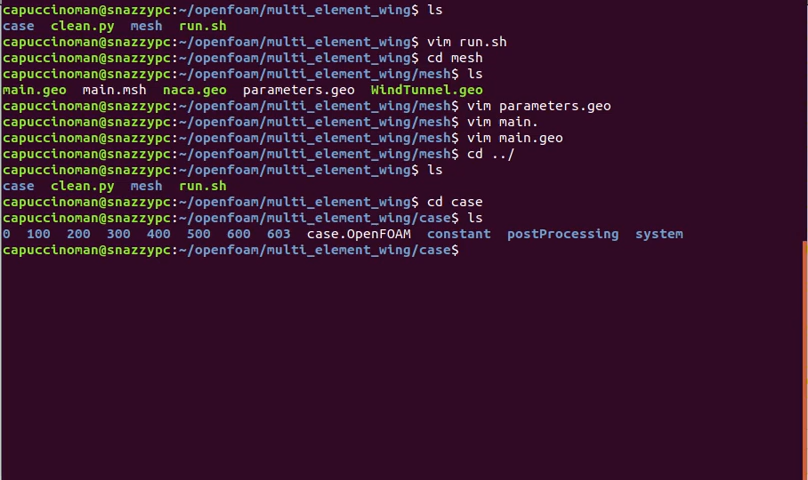 capuccinoman@snazzypc:~/openfoam/multi_element_wing$ ls
case clean.py mesh run.sh
capuccinoman@snazzypc:~/openfoam/multi_element_wing$ vim run.sh
capuccinoman@snazzypc:~/openfoam/multi_element_wing$ cd mesh
capuccinoman@snazzypc:~/openfoam/multi_element_wing/mesh$ ls
main.geo main.msh naca.geo parameters.geo WindTunnel.geo
capuccinoman@snazzypc:~/openfoam/multi_element_wing/mesh$ vim parameters.geo
capuccinoman@snazzypc:~/openfoam/multi_element_wing/mesh$ vim main.
capuccinoman@snazzypc:~/openfoam/multi_element_wing/mesh$ vim main.geo
capuccinoman@snazzypc:~/openfoam/multi_element_wing/mesh$ cd ../
capuccinoman@snazzypc:~/openfoam/multi_element_wing$ ls
case clean.py mesh run.sh
capuccinoman@snazzypc:~/openfoam/multi_element_wing$ cd case
capuccinoman@snazzypc:~/openfoam/multi_element_wing/case$ ls
0 100 200 300 400 500 600 603 case.OpenFOAM constant postProcessing system
capuccinoman@snazzypc:~/openfoam/multi_element_wing/case$